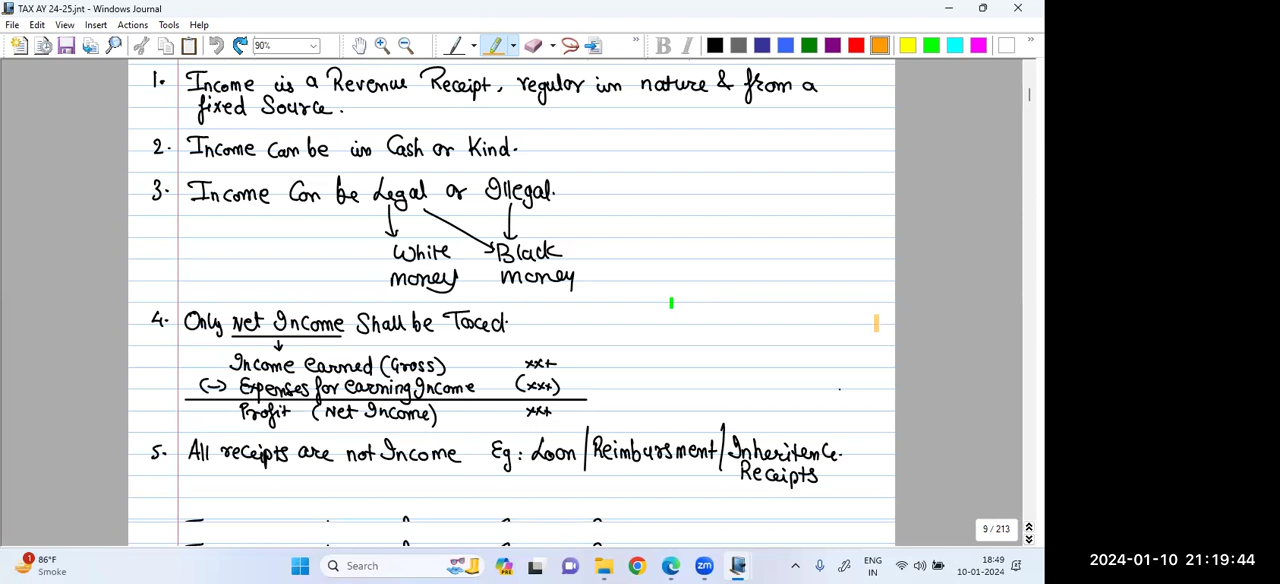 TAX AY 24-25.jnt - Windows Journal
File Edit View Insert Actions Tools Help
90%
1. Income is a Revenue Receipt, regular in nature & from a
fixed Source.
2. Income Can be in Cash or Kind.
3. Income Can be Legal or Illegal.
White Black
money money
4. Only Net Income Shall be Taxed.
Income earned (Gross) xxx
(-) Expenses for earning Income (xxx)
Profit (Net Income) xxx
5. All receipts are not Income Eg: Loan / Reimbursment / Inheritence
Receipts
9 / 213
1
86°F
Smoke
Search
ENG
IN
18:49
10-01-2024
2024-01-10 21:19:44